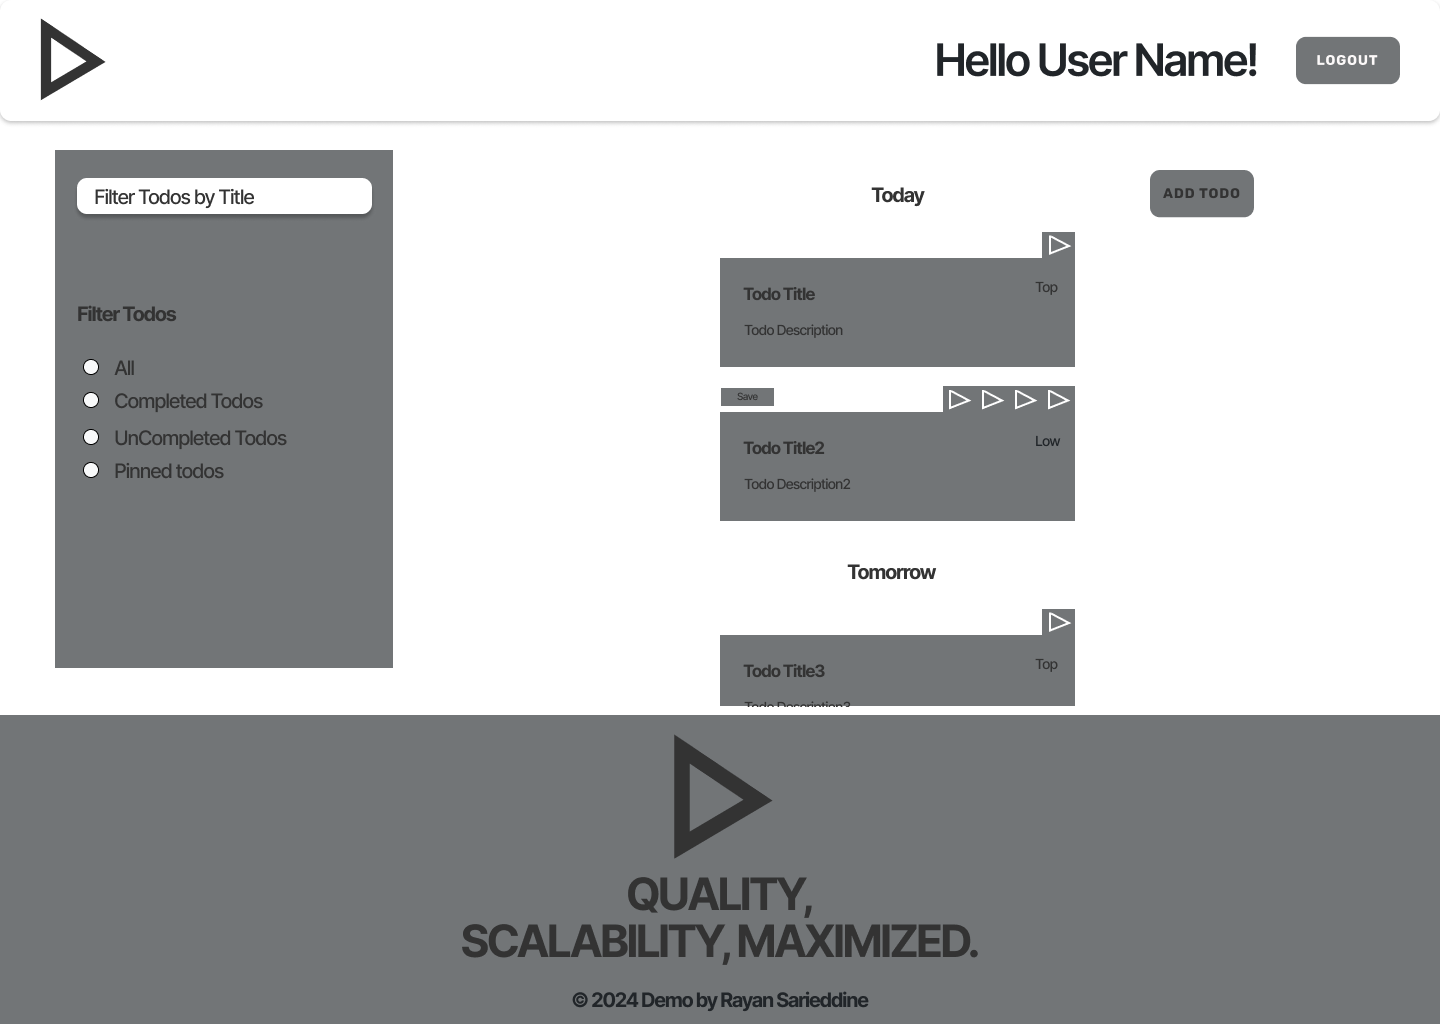 Hello User Name!
LOGOUT
Filter Todos by Title
Filter Todos
All
Completed Todos
UnCompleted Todos
Pinned todos
Today
ADD TODO
Todo Title
Top
Todo Description
Save
Todo Title2
Low
Todo Description2
Tomorrow
Todo Title3
Top
Todo Description3
QUALITY,
SCALABILITY, MAXIMIZED.
© 2024 Demo by Rayan Sarieddine